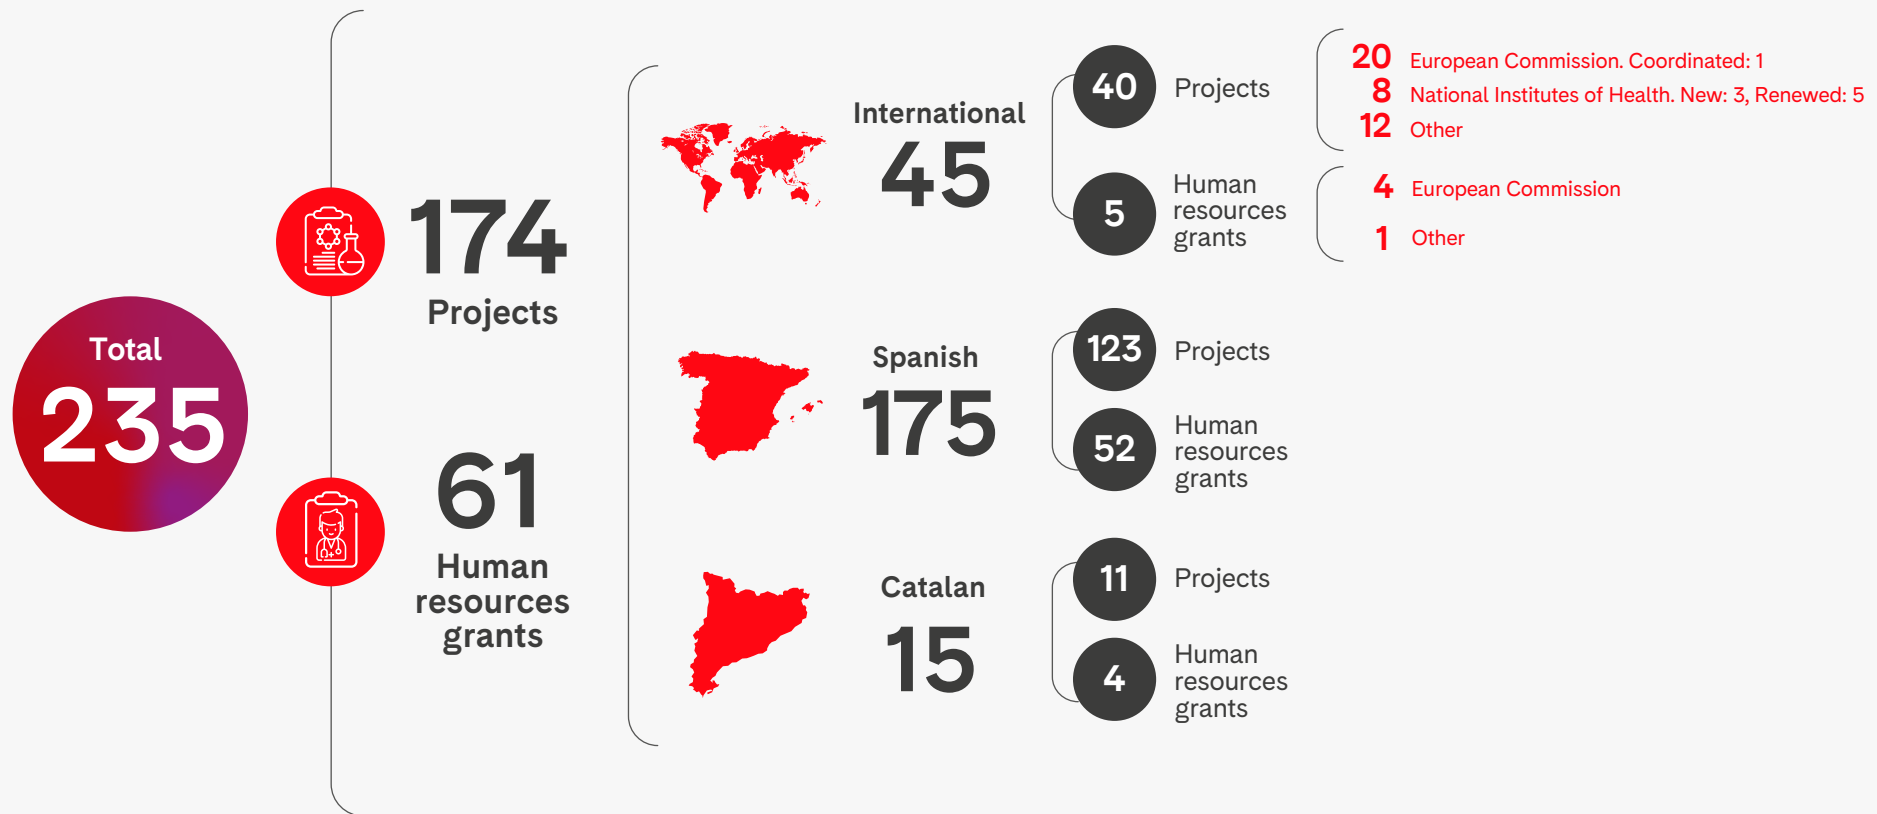 Total
235
174
Projects
61
Human
resources
grants
International
45
40
Projects
20 European Commission. Coordinated: 1
8 National Institutes of Health. New: 3, Renewed: 5
12 Other
5
Human
resources
grants
4 European Commission
1 Other
Spanish
175
123
Projects
52
Human
resources
grants
Catalan
15
11
Projects
4
Human
resources
grants